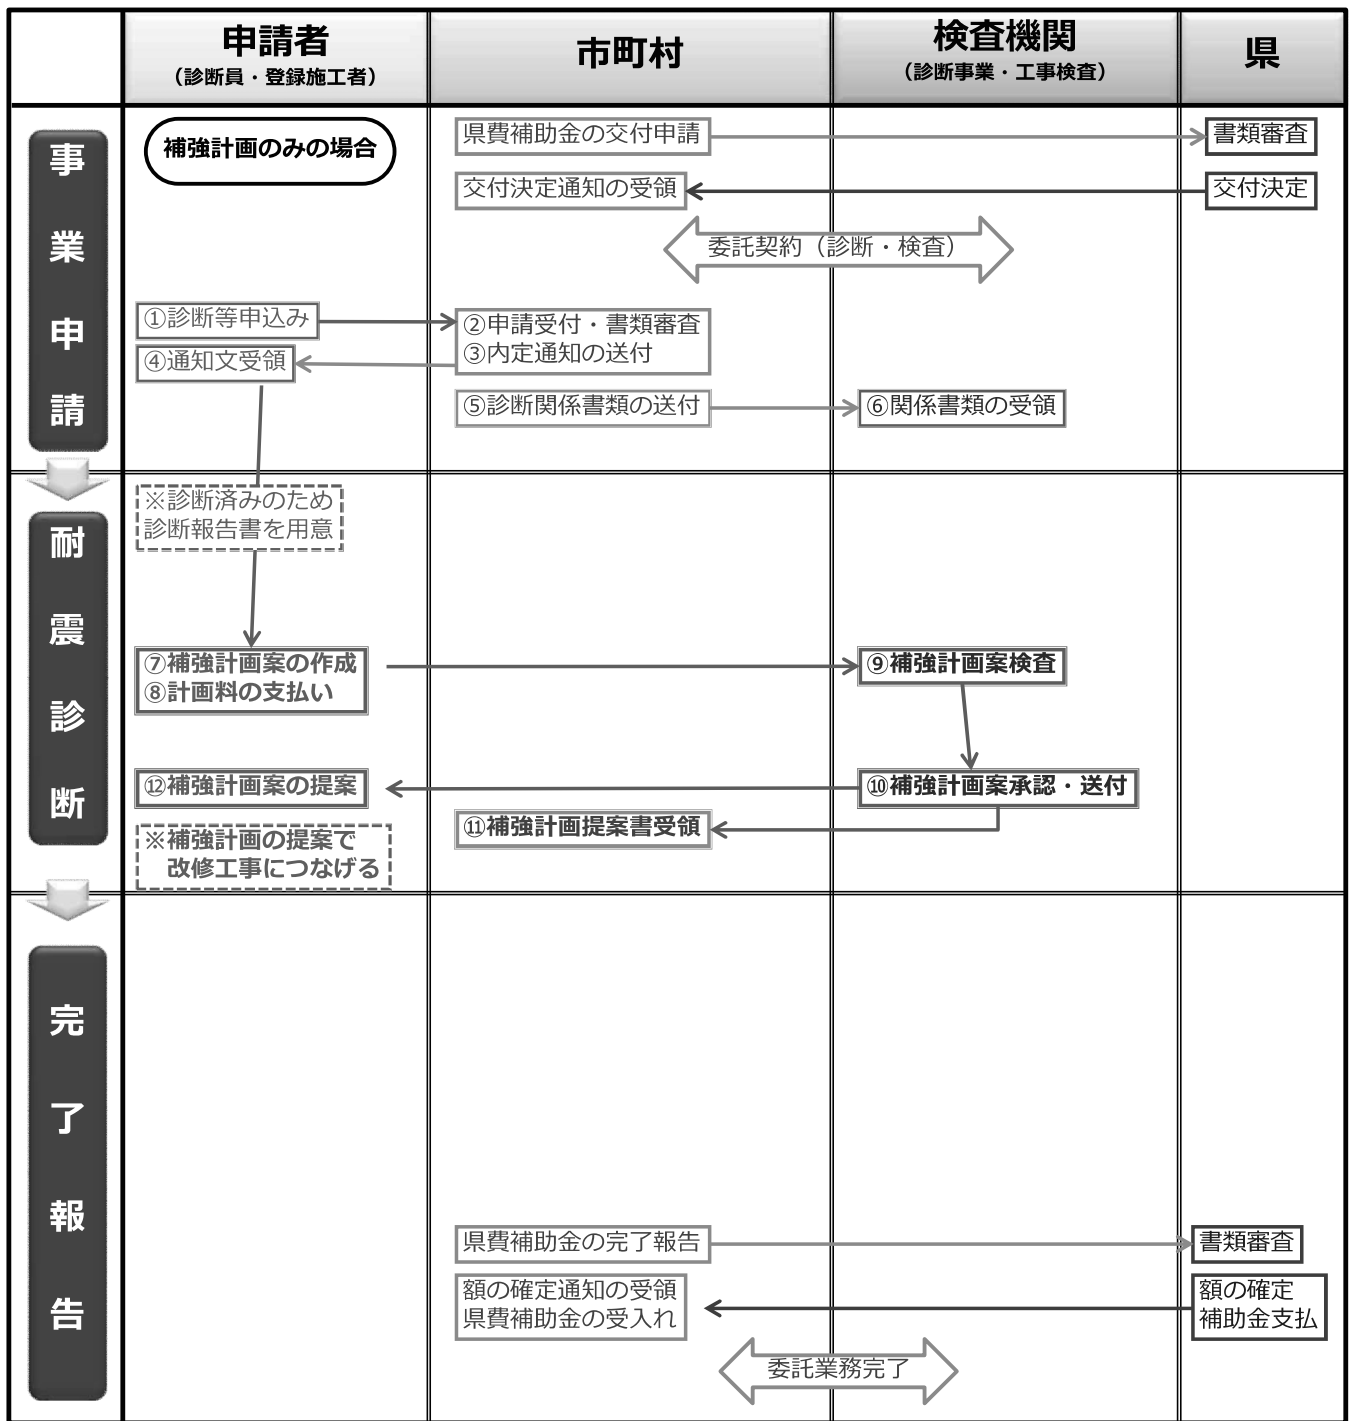 申請者
（診断員・登録施工者）
市町村
検査機関
（診断事業・工事検査）
県
事業申請
補強計画のみの場合
県費補助金の交付申請
書類審査
交付決定通知の受領
交付決定
委託契約（診断・検査）
①診断等申込み
②申請受付・書類審査
③内定通知の送付
④通知文受領
⑤診断関係書類の送付
⑥関係書類の受領
耐震診断
※診断済みのため
診断報告書を用意
⑦補強計画案の作成
⑧計画料の支払い
⑨補強計画案検査
⑫補強計画案の提案
⑩補強計画案承認・送付
⑪補強計画提案書受領
※補強計画の提案で
改修工事につなげる
完了報告
県費補助金の完了報告
書類審査
額の確定通知の受領
県費補助金の受入れ
額の確定
補助金支払
委託業務完了